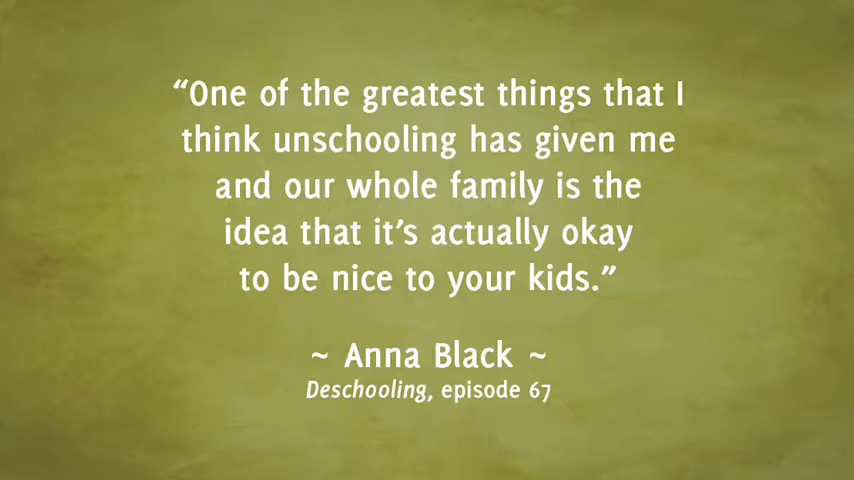 “One of the greatest things that I
think unschooling has given me
and our whole family is the
idea that it’s actually okay
to be nice to your kids.”
~ Anna Black ~
Deschooling, episode 67